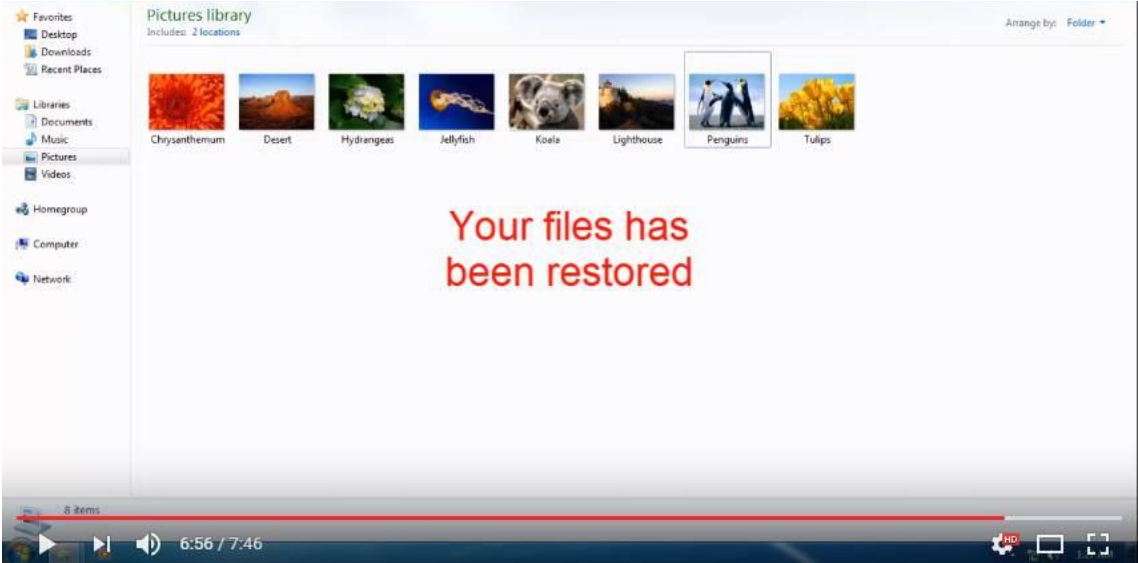 Favorites
Desktop
Downloads
Recent Places
Libraries
Documents
Music
Pictures
Videos
Homegroup
Computer
Network
Pictures library
Includes: 2 locations
Arrange by: Folder
Chrysanthemum Desert Hydrangeas Jellyfish Koala Lighthouse Penguins Tulips
Your files has
been restored
8 items
6:56 / 7:46
HD